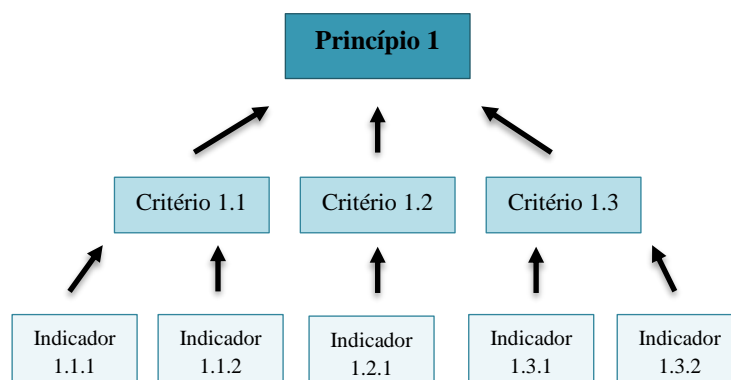 Princípio 1
Critério 1.1
Critério 1.2
Critério 1.3
Indicador
1.1.1
Indicador
1.1.2
Indicador
1.2.1
Indicador
1.3.1
Indicador
1.3.2